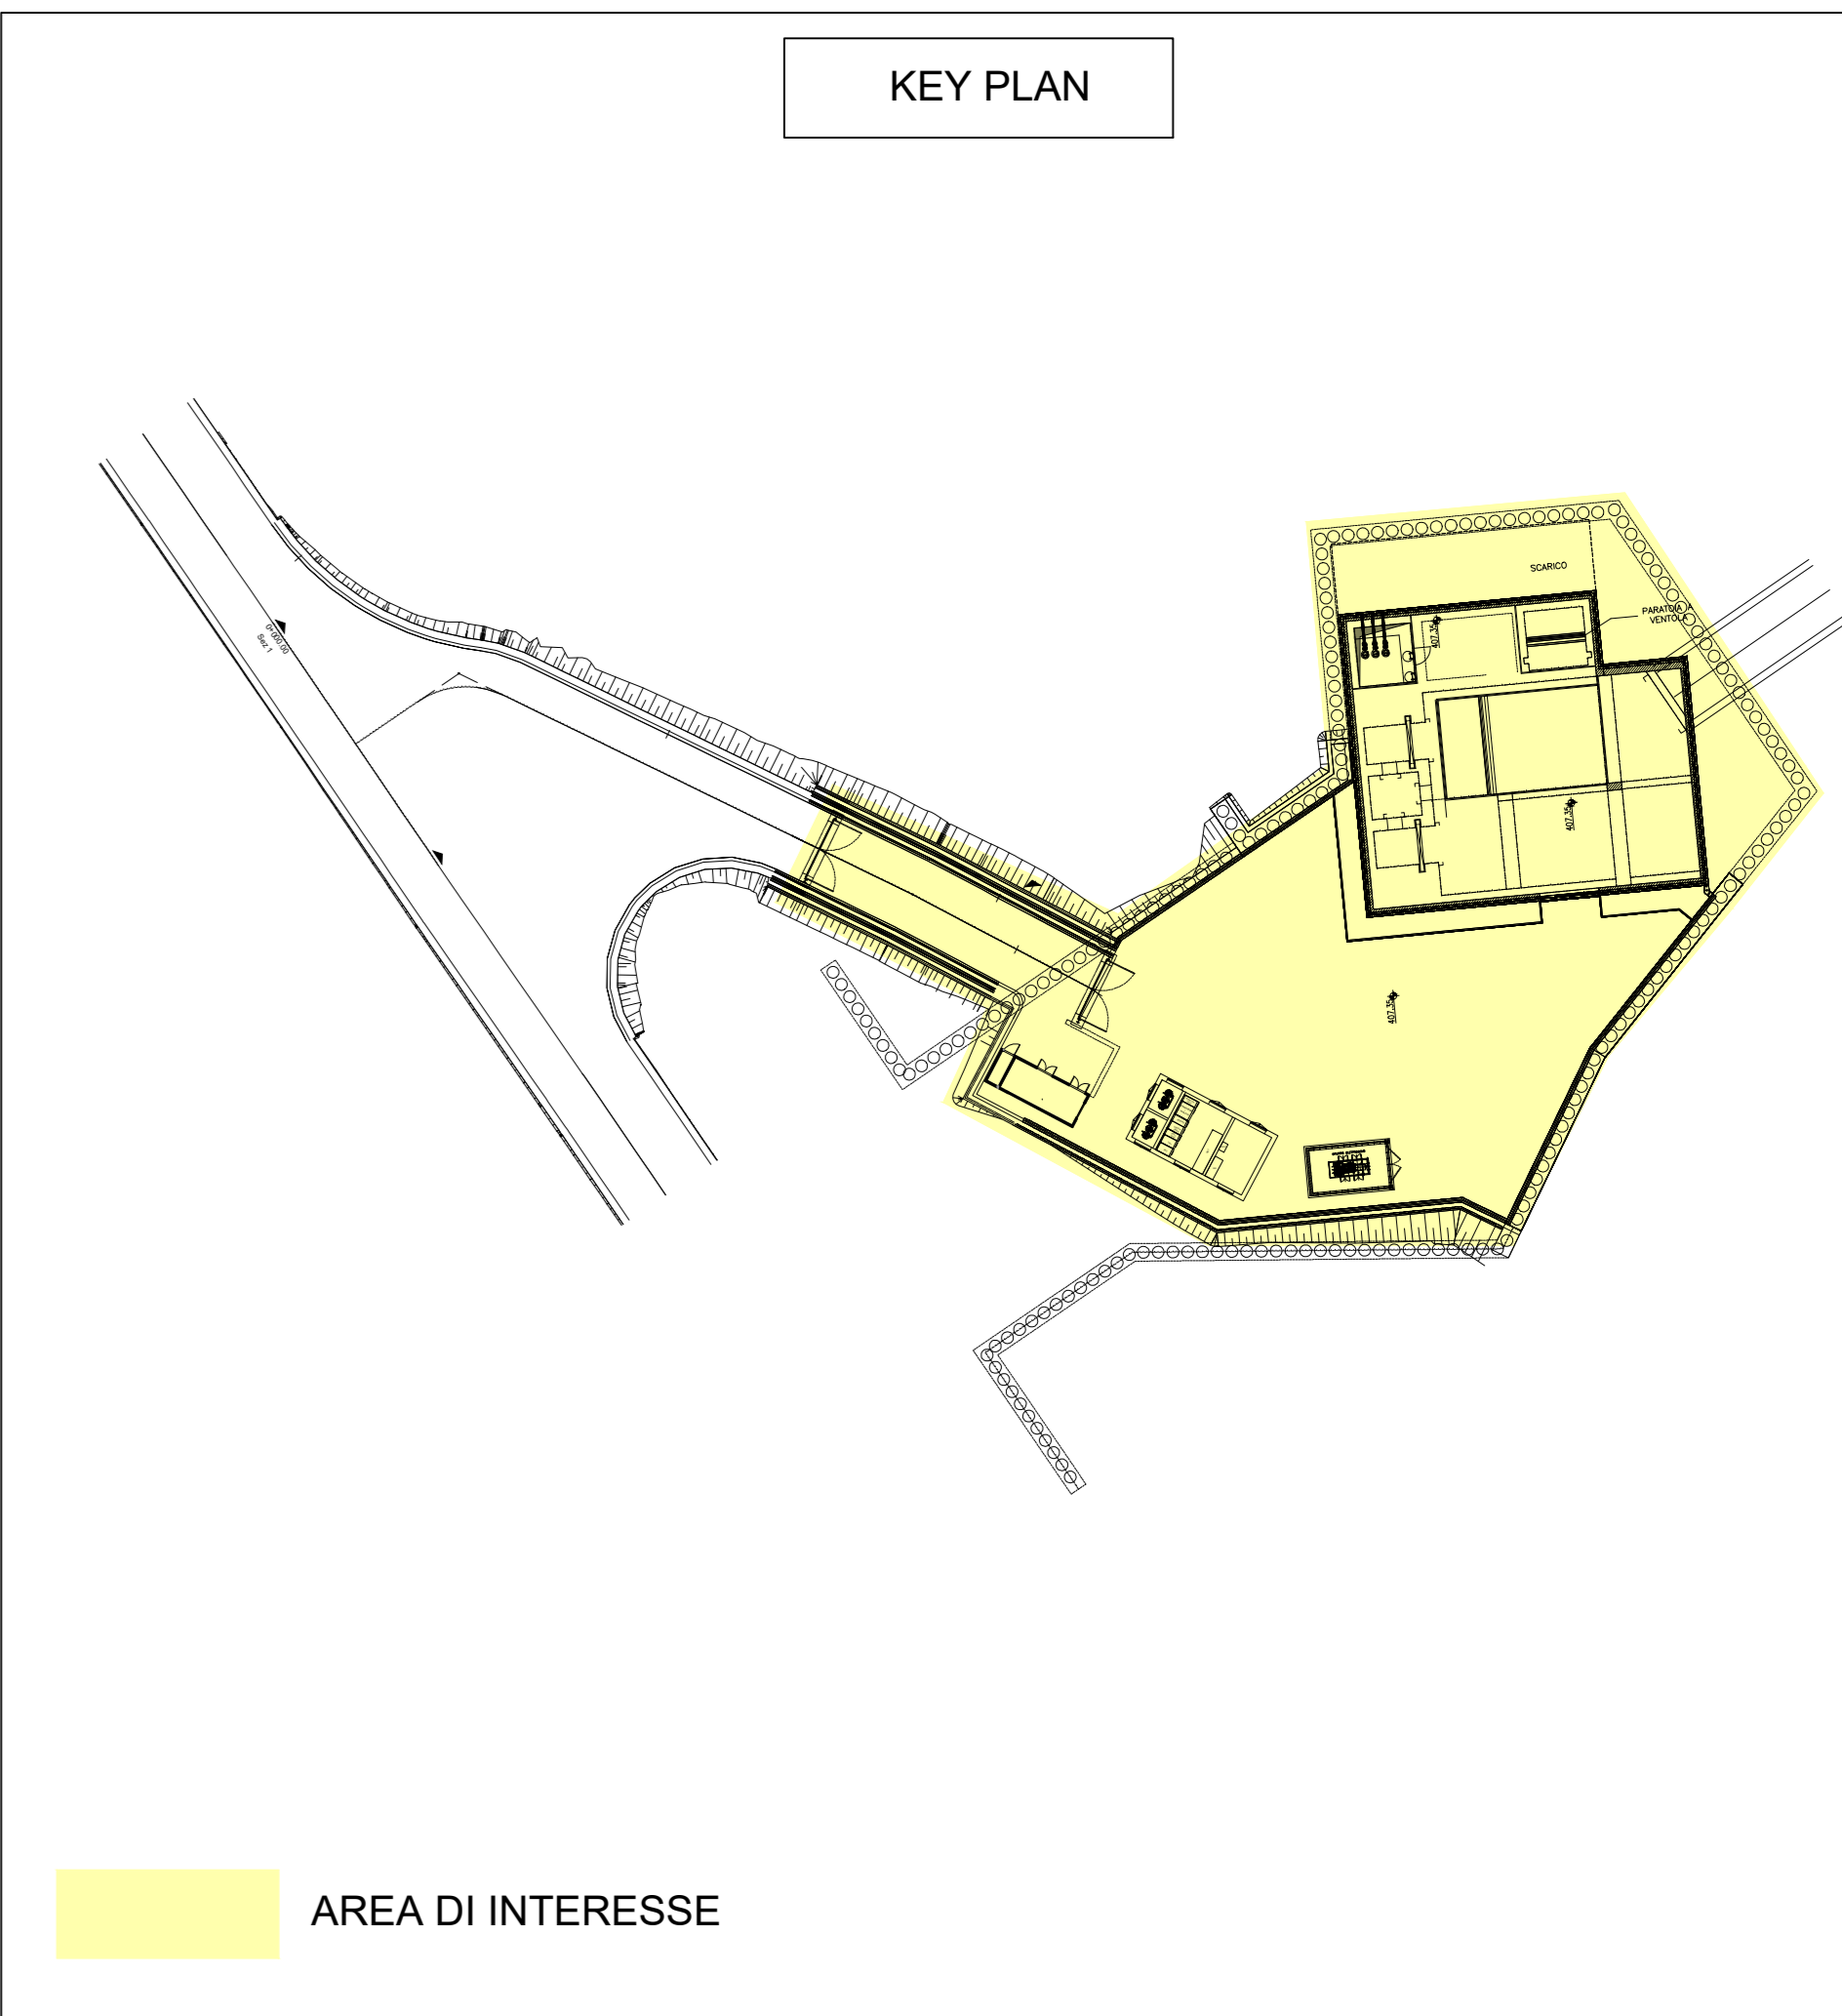 KEY PLAN
SCARICO
PARATOIA A
VENTOLA
407.35
407.35
407.35
0+000.00
Sez 1
AREA DI INTERESSE